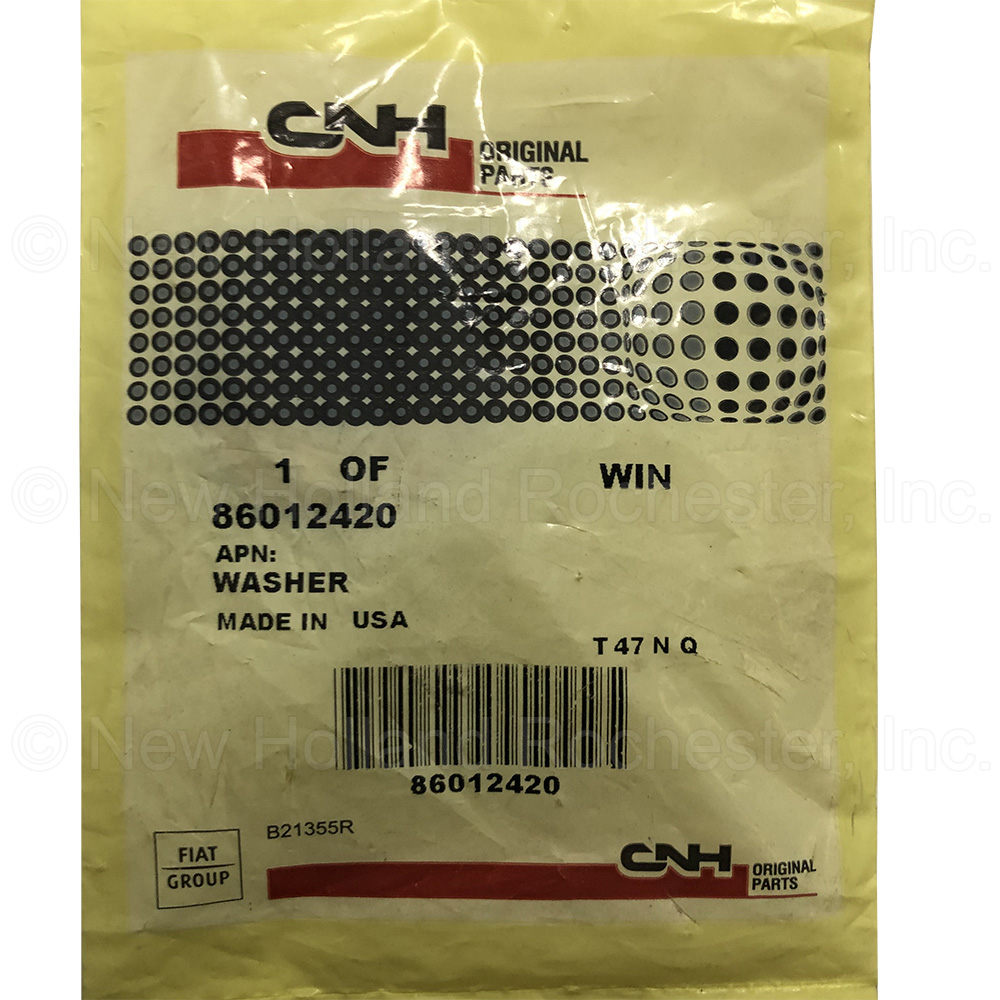 CNH
ORIGINAL
PARTS
© New Holland Rochester, Inc.
1 OF WIN
© New Holland Rochester, Inc.
86012420
APN:
WASHER
MADE IN USA
T 47 N Q
© New Holland Rochester, Inc.
86012420
B21355R
FIAT
GROUP
CNH
ORIGINAL
PARTS